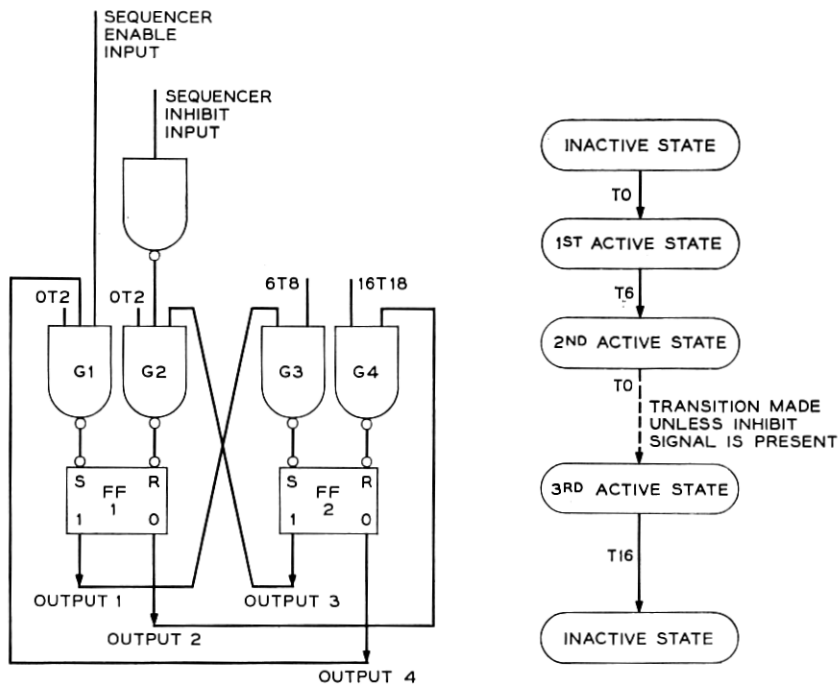 SEQUENCER
ENABLE
INPUT
SEQUENCER
INHIBIT
INPUT
0T2
0T2
6T8
16T18
G1
G2
G3
G4
S
R
FF
1
1
0
S
R
FF
2
1
0
OUTPUT 1
OUTPUT 2
OUTPUT 3
OUTPUT 4
INACTIVE STATE
T0
1ST ACTIVE STATE
T6
2ND ACTIVE STATE
T0
TRANSITION MADE
UNLESS INHIBIT
SIGNAL IS PRESENT
3RD ACTIVE STATE
T16
INACTIVE STATE